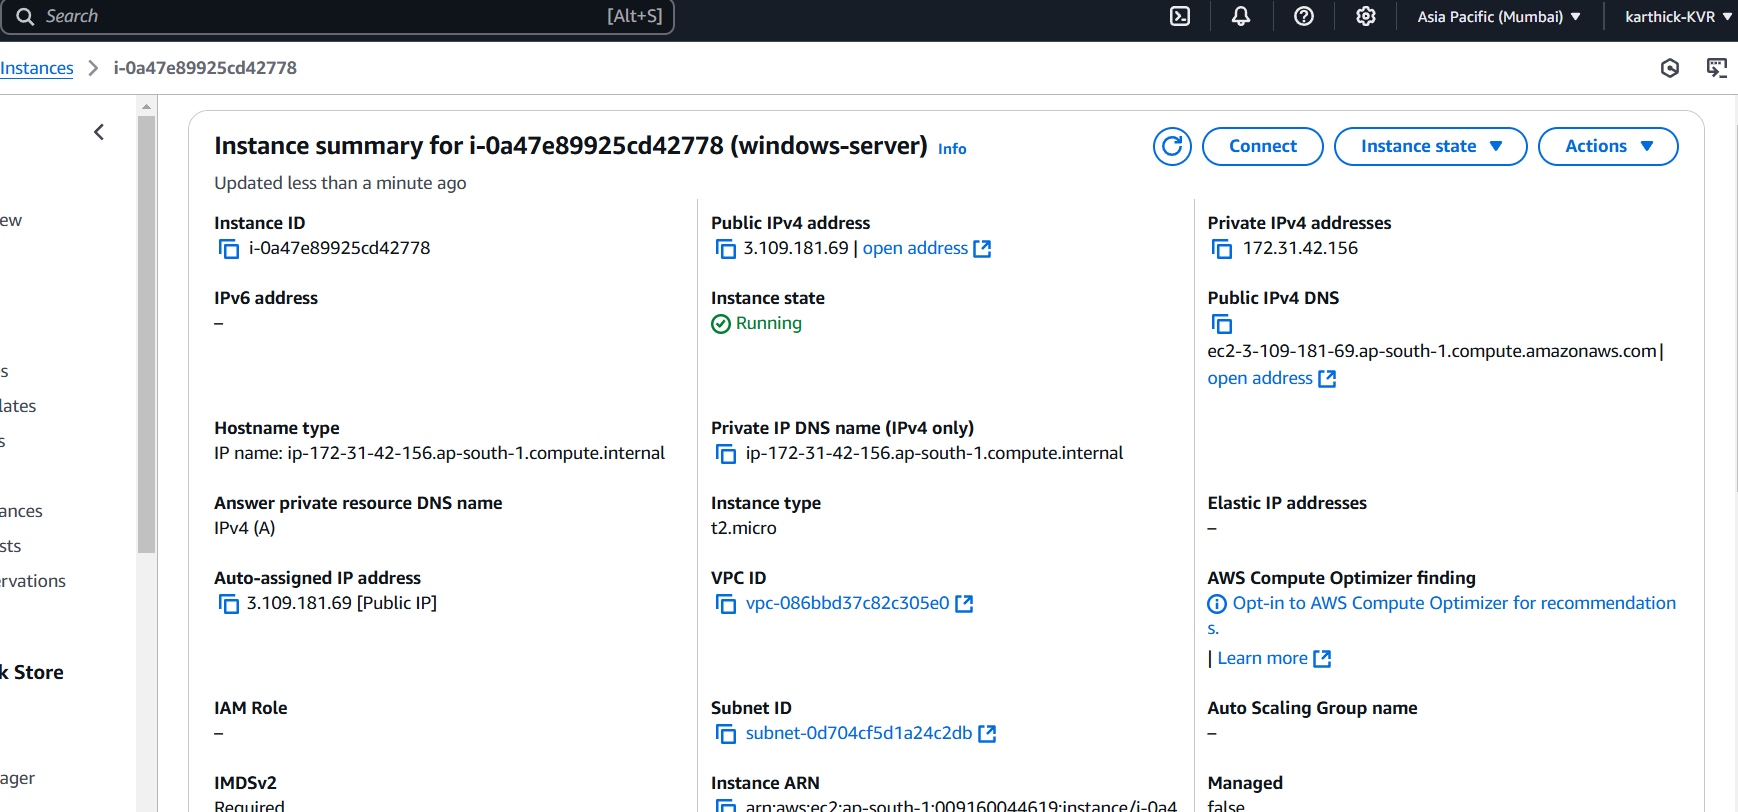 Search [Alt+S] Asia Pacific (Mumbai) karthick-KVR
Instances i-0a47e89925cd42778
Instance summary for i-0a47e89925cd42778 (windows-server) Info
Connect Instance state Actions
Updated less than a minute ago
Instance ID
i-0a47e89925cd42778
Public IPv4 address
3.109.181.69 | open address
Private IPv4 addresses
172.31.42.156
IPv6 address
–
Instance state
Running
Public IPv4 DNS
ec2-3-109-181-69.ap-south-1.compute.amazonaws.com |
open address
Hostname type
IP name: ip-172-31-42-156.ap-south-1.compute.internal
Private IP DNS name (IPv4 only)
ip-172-31-42-156.ap-south-1.compute.internal
Answer private resource DNS name
IPv4 (A)
Instance type
t2.micro
Elastic IP addresses
–
Auto-assigned IP address
3.109.181.69 [Public IP]
VPC ID
vpc-086bbd37c82c305e0
AWS Compute Optimizer finding
Opt-in to AWS Compute Optimizer for recommendation
s.
| Learn more
IAM Role
–
Subnet ID
subnet-0d704cf5d1a24c2db
Auto Scaling Group name
–
IMDSv2
Required
Instance ARN
arn:aws:ec2:ap-south-1:009160044619:instance/i-0a4
Managed
false
ew
s
lates
s
ances
sts
ervations
k Store
ager